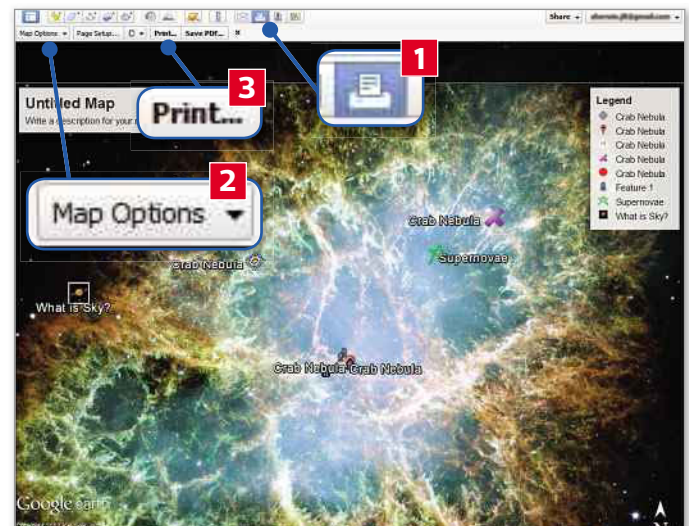 Share
Map Options Page Setup... Print... Save PDF...
1
3
Print...
Untitled Map
Write a description for your
2
Map Options
Legend
Crab Nebula
Crab Nebula
Crab Nebula
Crab Nebula
Crab Nebula
Feature 1
Supernovae
What is Sky?
Crab Nebula
Supernovae
Crab Nebula
What is Sky?
Crab Nebula Crab Nebula
Google earth
N